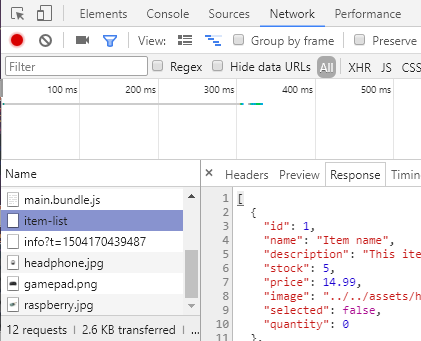 Elements Console Sources Network Performance
View: Group by frame Preserve
Filter Regex Hide data URLs All XHR JS CSS
100 ms 200 ms 300 ms 400 ms 500 ms
Name
main.bundle.js
item-list
info?t=1504170439487
headphone.jpg
gamepad.png
raspberry.jpg
12 requests | 2.6 KB transferred | ...
× Headers Preview Response Timin
1 [
2 {
3 "id": 1,
4 "name": "Item name",
5 "description": "This ite
6 "stock": 5,
7 "price": 14.99,
8 "image": "../../assets/h
9 "selected": false,
10 "quantity": 0
11 },